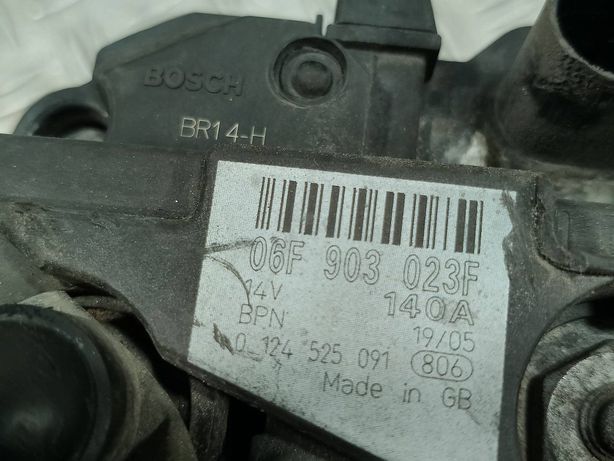 BOSCH
BR14-H
06F 903 023F
14V 140A
BPN 19/05
0 124 525 091 806
Made in GB